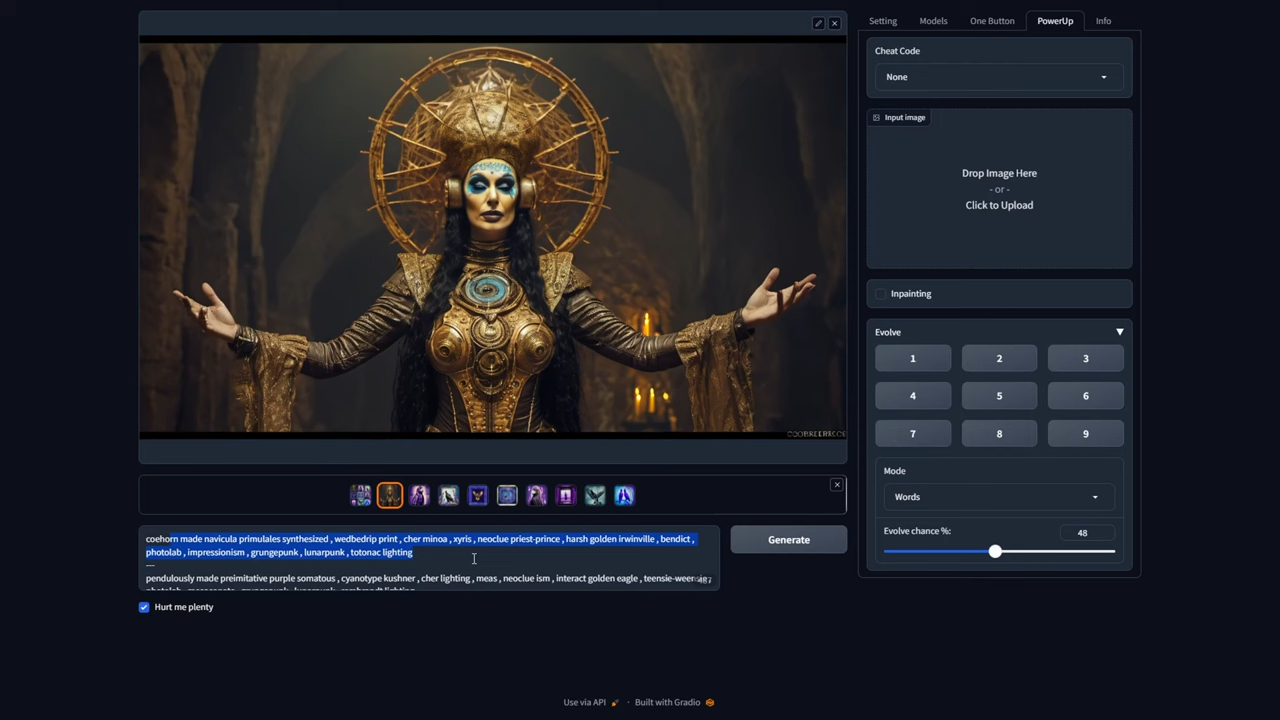 Setting Models One Button PowerUp Info
Cheat Code
None
Input image
Drop Image Here
- or -
Click to Upload
Inpainting
Evolve
1 2 3
4 5 6
7 8 9
Mode
Words
Evolve chance %:
48
coehorn made navicula primulales synthesized , wedbedrip print , cher minoa , xyris , neoclue priest-prince , harsh golden irwinville , bendict ,
photolab , impressionism , grungepunk , lunarpunk , totonac lighting
—
pendulously made preimitative purple somatous , cyanotype kushner , cher lighting , meas , neoclue ism , interact golden eagle ,
Generate
Hurt me plenty
Use via API · Built with Gradio